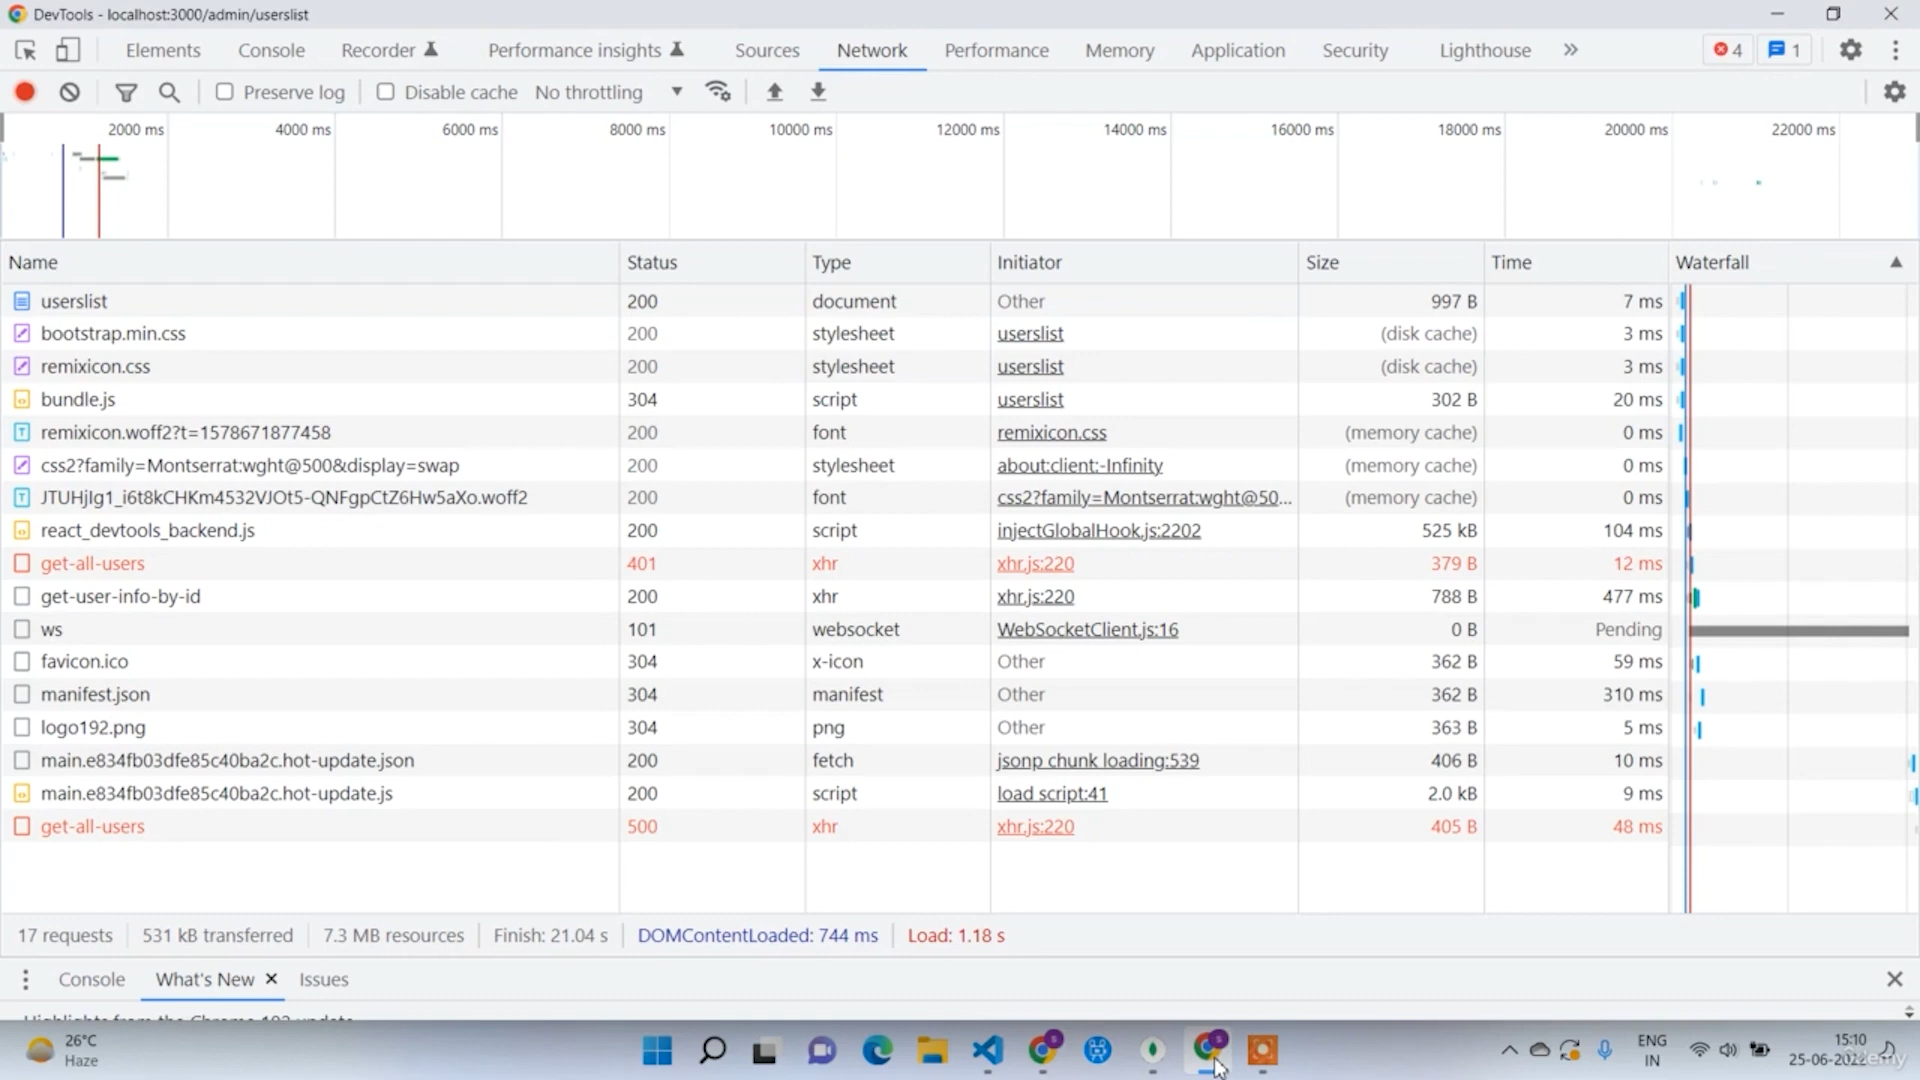 DevTools - localhost:3000/admin/userslist
Elements Console Recorder Performance insights Sources Network Performance Memory Application Security Lighthouse 4 1
Preserve log Disable cache No throttling
2000 ms 4000 ms 6000 ms 8000 ms 10000 ms 12000 ms 14000 ms 16000 ms 18000 ms 20000 ms 22000 ms
Name Status Type Initiator Size Time Waterfall
userslist 200 document Other 997 B 7 ms
bootstrap.min.css 200 stylesheet userslist (disk cache) 3 ms
remixicon.css 200 stylesheet userslist (disk cache) 3 ms
bundle.js 304 script userslist 302 B 20 ms
remixicon.woff2?t=1578671877458 200 font remixicon.css (memory cache) 0 ms
css2?family=Montserrat:wght@500&display=swap 200 stylesheet about:client:-Infinity (memory cache) 0 ms
JTUHjIg1_i6t8kCHKm4532VJOt5-QNFgpCtZ6Hw5aXo.woff2 200 font css2?family=Montserrat:wght@50... (memory cache) 0 ms
react_devtools_backend.js 200 script injectGlobalHook.js:2202 525 kB 104 ms
get-all-users 401 xhr xhr.js:220 379 B 12 ms
get-user-info-by-id 200 xhr xhr.js:220 788 B 477 ms
ws 101 websocket WebSocketClient.js:16 0 B Pending
favicon.ico 304 x-icon Other 362 B 59 ms
manifest.json 304 manifest Other 362 B 310 ms
logo192.png 304 png Other 363 B 5 ms
main.e834fb03dfe85c40ba2c.hot-update.json 200 fetch jsonp chunk loading:539 406 B 10 ms
main.e834fb03dfe85c40ba2c.hot-update.js 200 script load script:41 2.0 kB 9 ms
get-all-users 500 xhr xhr.js:220 405 B 48 ms
17 requests 531 kB transferred 7.3 MB resources Finish: 21.04 s DOMContentLoaded: 744 ms Load: 1.18 s
Console What's New Issues
Highlights from the Chrome 102 update
26°C ENG 15:10
Haze IN 25-06-2022